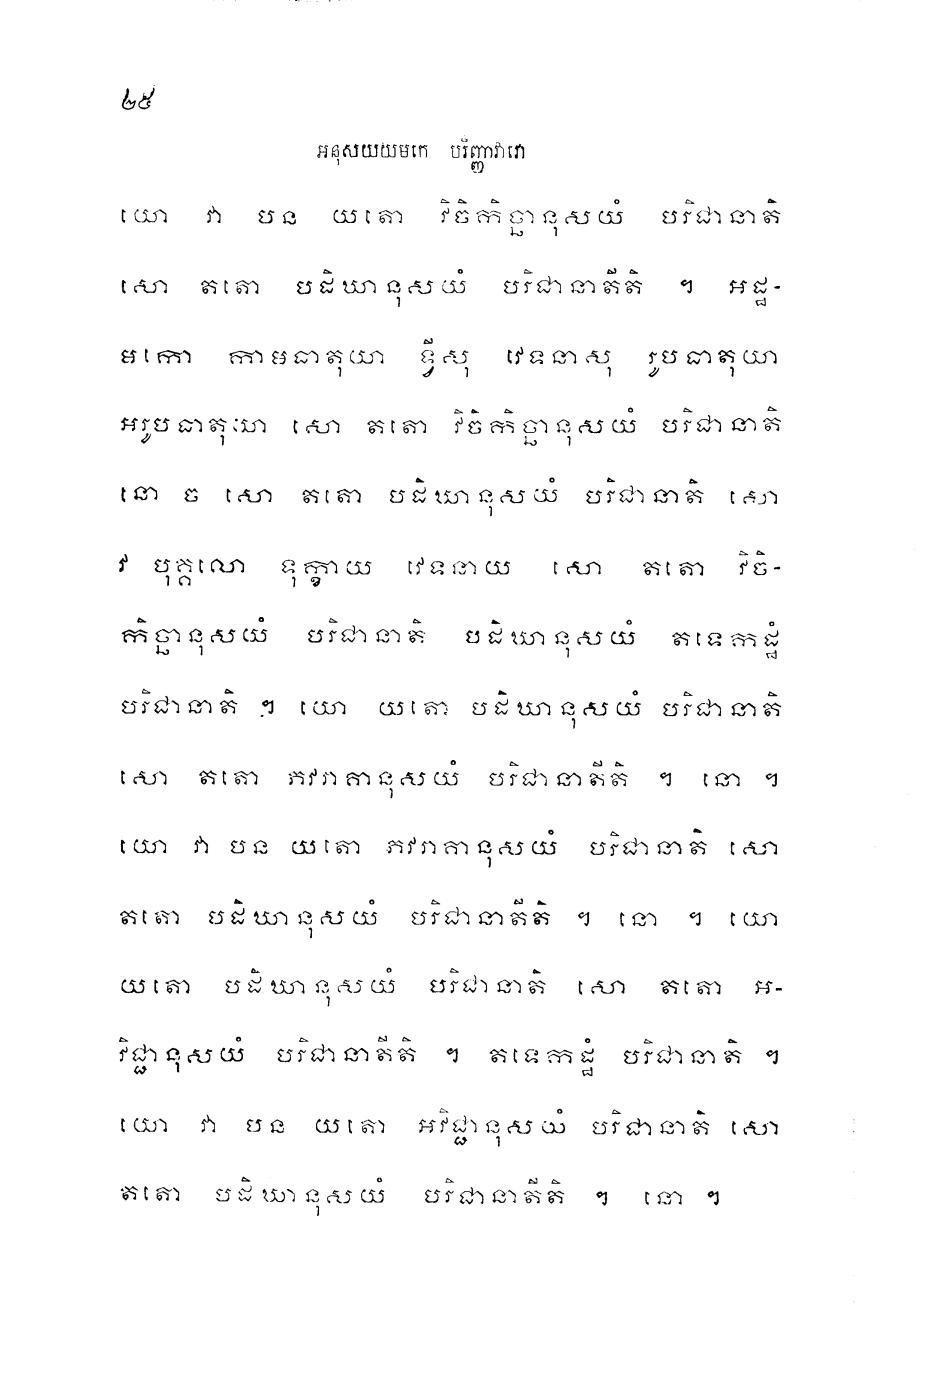 ២៥
អនុសយយមកេ បរិញ្ញាវារោ
យោ វា បន យតោ វិចិកិច្ឆានុសយំ បរិជានាតិ
សោ តតោ បដិឃានុសយំ បរិជានាតីតិ ។ អដ្ឋ-
មកោ កាមធាតុយា ទ្វីសុ វេទនាសុ រូបធាតុយា
អរូបធាតុយា សោ តតោ វិចិកិច្ឆានុសយំ បរិជានាតិ
នោ ច សោ តតោ បដិឃានុសយំ បរិជានាតិ សោ
វ បុគ្គលោ ទុក្ខាយ វេទនាយ សោ តតោ វិចិ-
កិច្ឆានុសយំ បរិជានាតិ បដិឃានុសយំ តទេកដ្ឋំ
បរិជានាតិ ។ យោ យតោ បដិឃានុសយំ បរិជានាតិ
សោ តតោ ភវរាគានុសយំ បរិជានាតីតិ ។ នោ ។
យោ វា បន យតោ ភវរាគានុសយំ បរិជានាតិ សោ
តតោ បដិឃានុសយំ បរិជានាតីតិ ។ នោ ។ យោ
យតោ បដិឃានុសយំ បរិជានាតិ សោ តតោ អ-
វិជ្ជានុសយំ បរិជានាតីតិ ។ តទេកដ្ឋំ បរិជានាតិ ។
យោ វា បន យតោ អវិជ្ជានុសយំ បរិជានាតិ សោ
តតោ បដិឃានុសយំ បរិជានាតីតិ ។ នោ ។